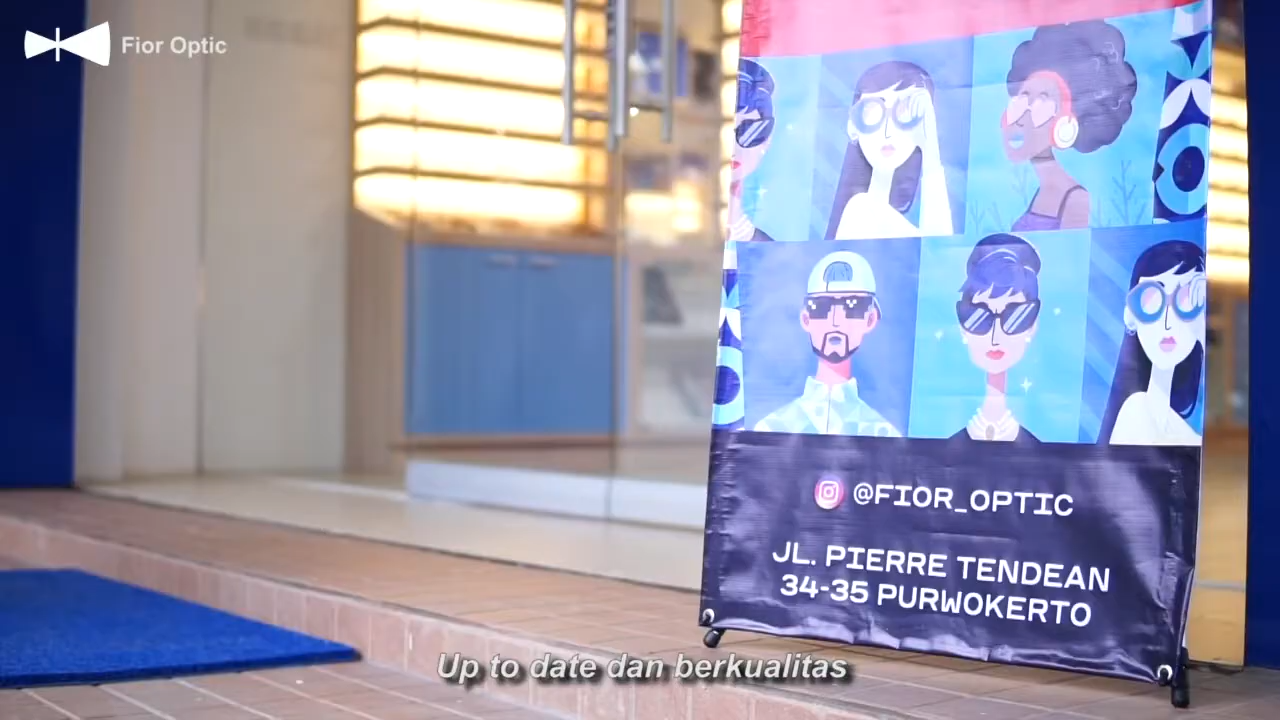 Fior Optic
@FIOR_OPTIC
JL. PIERRE TENDEAN
34-35 PURWOKERTO
Up to date dan berkualitas